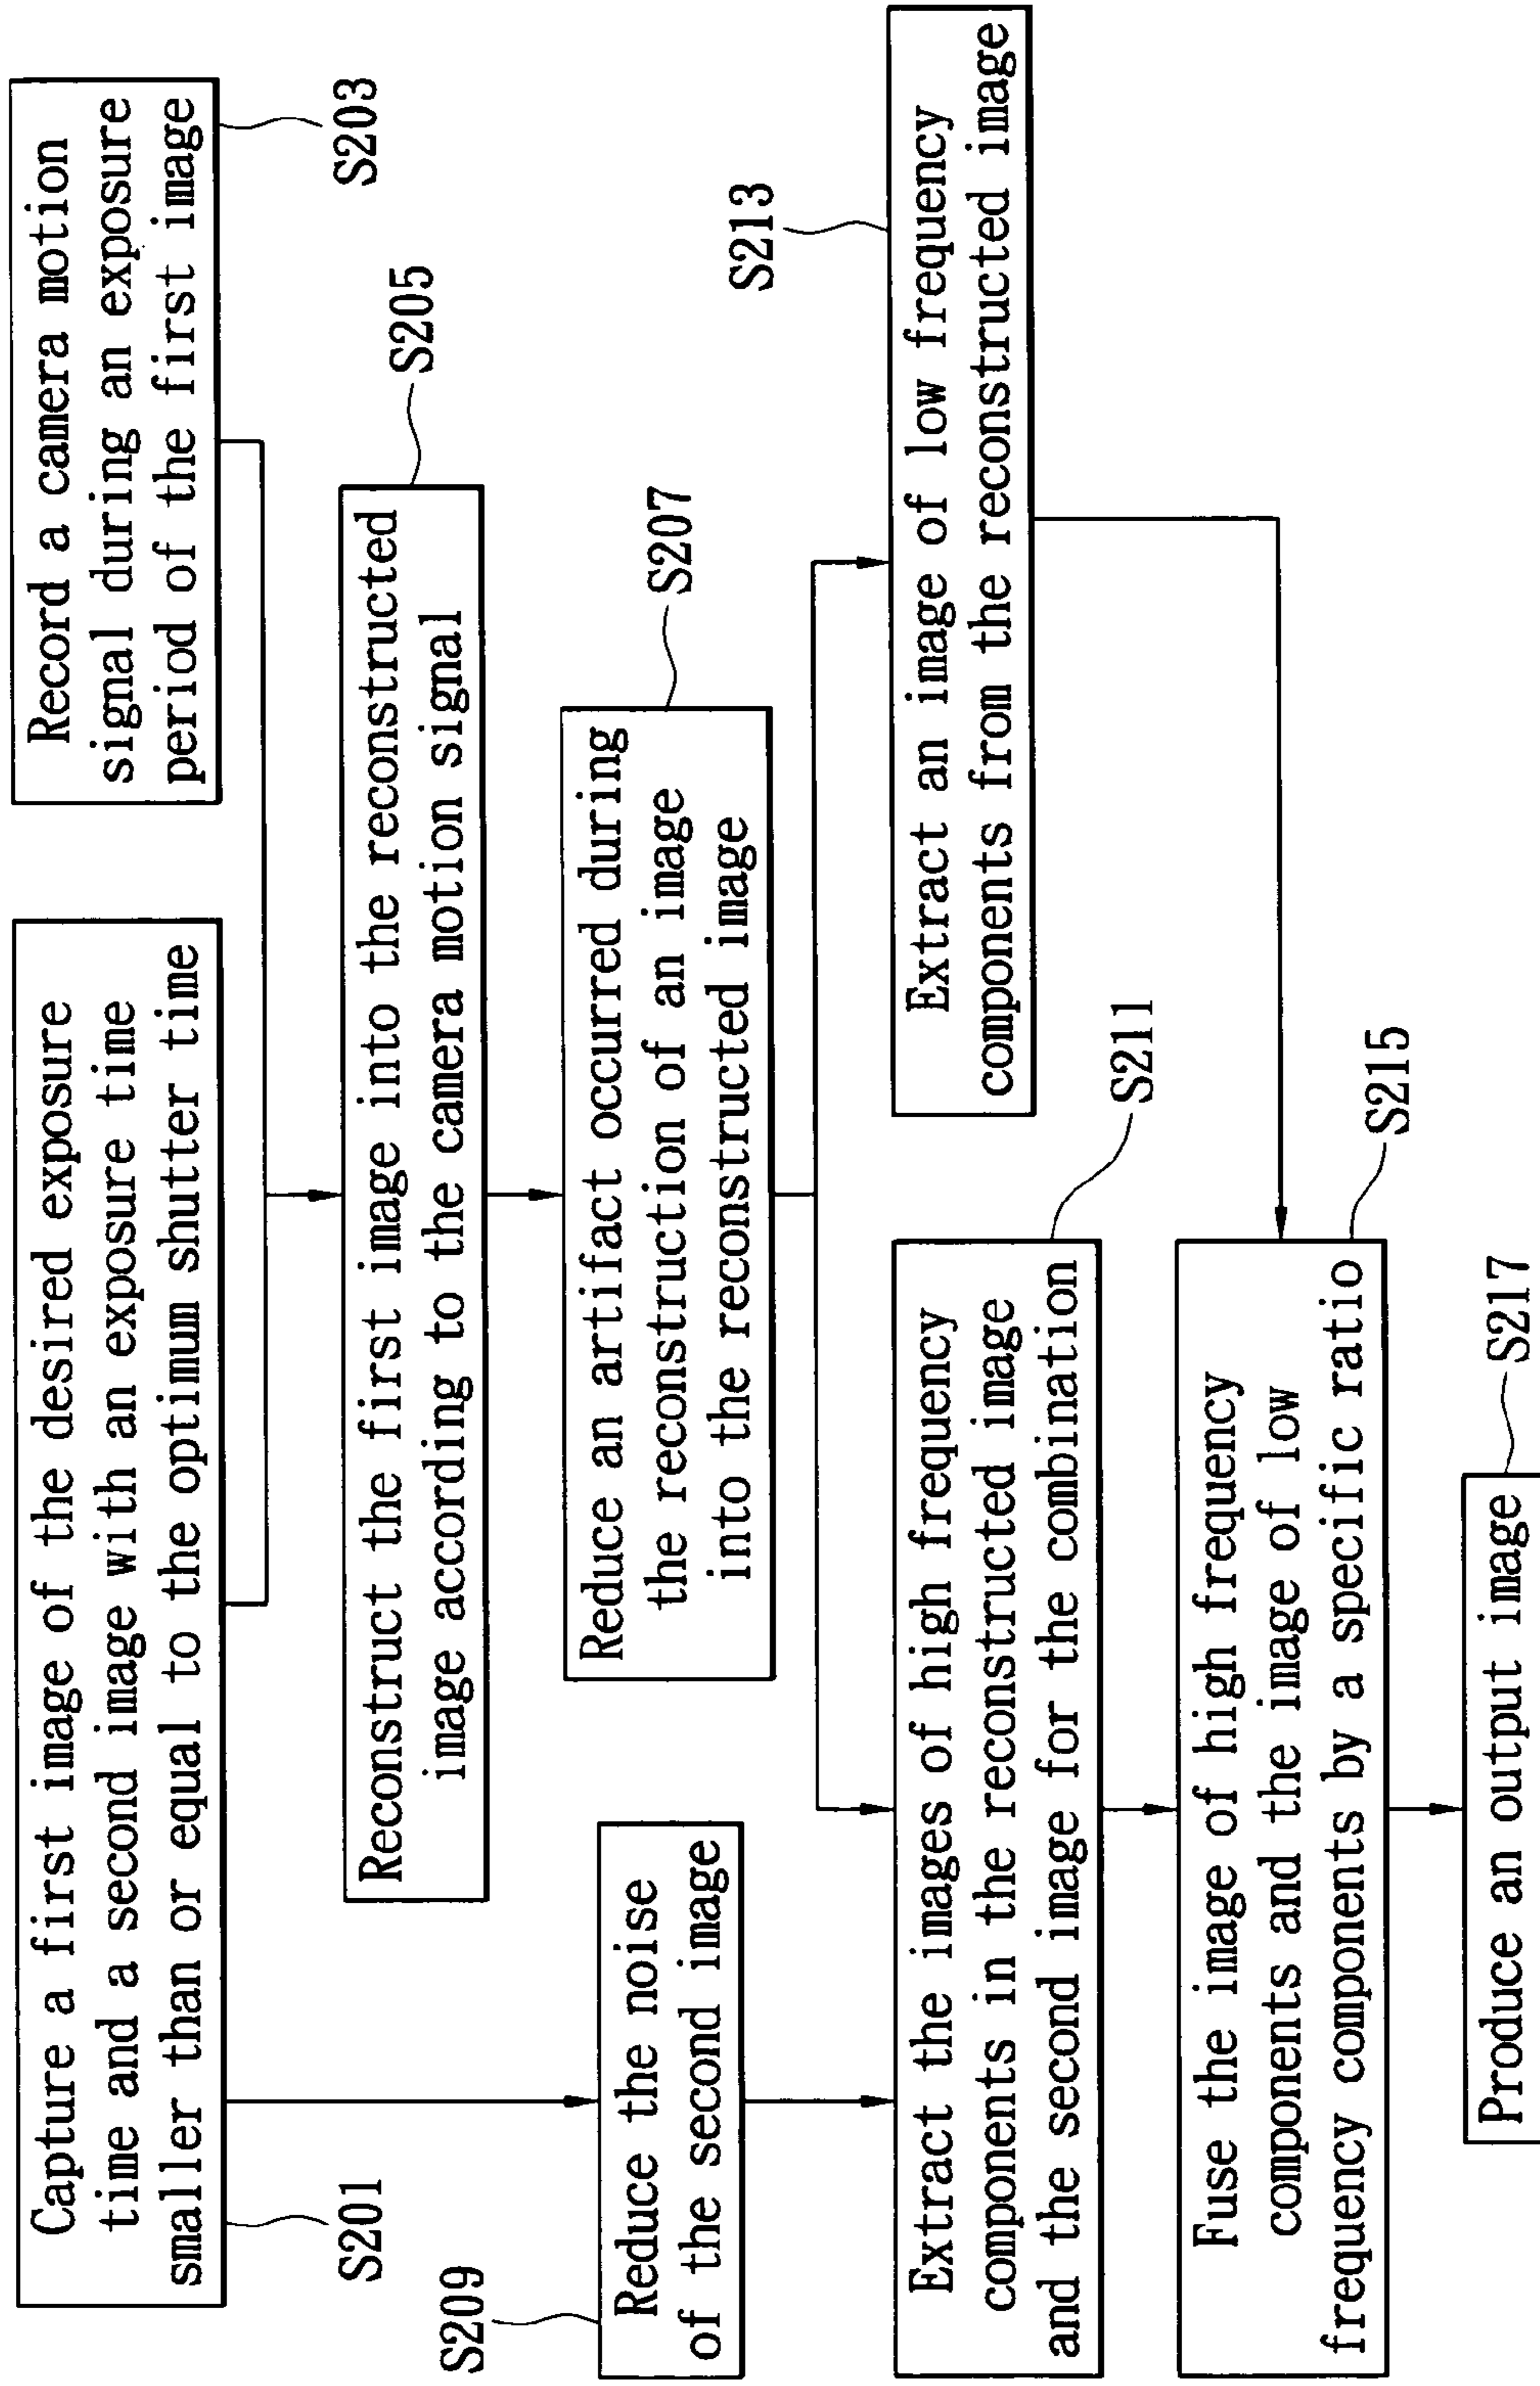 Capture a first image of the desired exposure
time and a second image with an exposure time
smaller than or equal to the optimum shutter time
S201
Record a camera motion
signal during an exposure
period of the first image
S203
Reconstruct the first image into the reconstructed
image according to the camera motion signal
S205
Reduce an artifact occurred during
the reconstruction of an image
into the reconstructed image
S207
S209
Reduce the noise
of the second image
Extract the images of high frequency
components in the reconstructed image
and the second image for the combination
S211
S213
Extract an image of low frequency
components from the reconstructed image
Fuse the image of high frequency
components and the image of low
frequency components by a specific ratio
S215
Produce an output image
S217